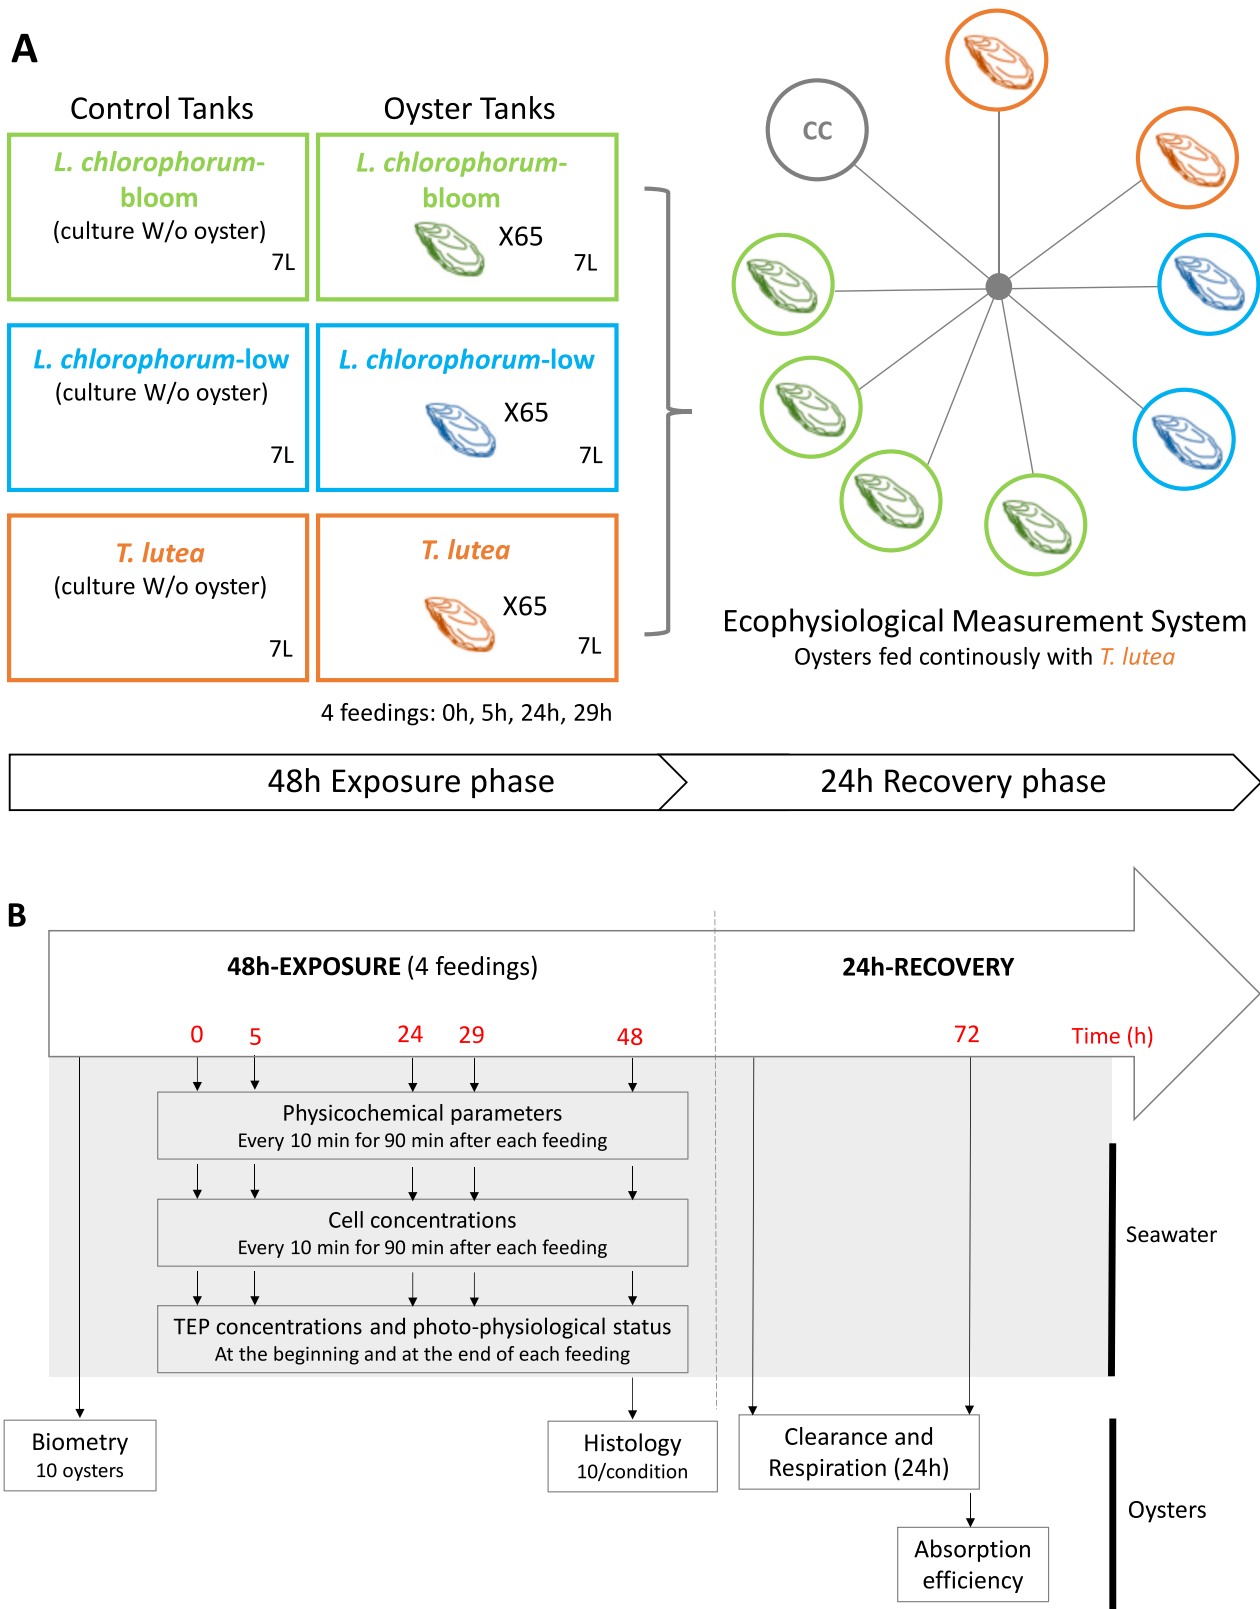 A
Control Tanks
Oyster Tanks
L. chlorophorum-
bloom
(culture W/o oyster)
7L
L. chlorophorum-
bloom
X65
7L
L. chlorophorum-low
(culture W/o oyster)
7L
L. chlorophorum-low
X65
7L
T. lutea
(culture W/o oyster)
7L
T. lutea
X65
7L
4 feedings: 0h, 5h, 24h, 29h
CC
Ecophysiological Measurement System
Oysters fed continously with T. lutea
48h Exposure phase
24h Recovery phase
B
48h-EXPOSURE (4 feedings)
24h-RECOVERY
0
5
24
29
48
72
Time (h)
Physicochemical parameters
Every 10 min for 90 min after each feeding
Cell concentrations
Every 10 min for 90 min after each feeding
TEP concentrations and photo-physiological status
At the beginning and at the end of each feeding
Seawater
Biometry
10 oysters
Histology
10/condition
Clearance and
Respiration (24h)
Absorption
efficiency
Oysters